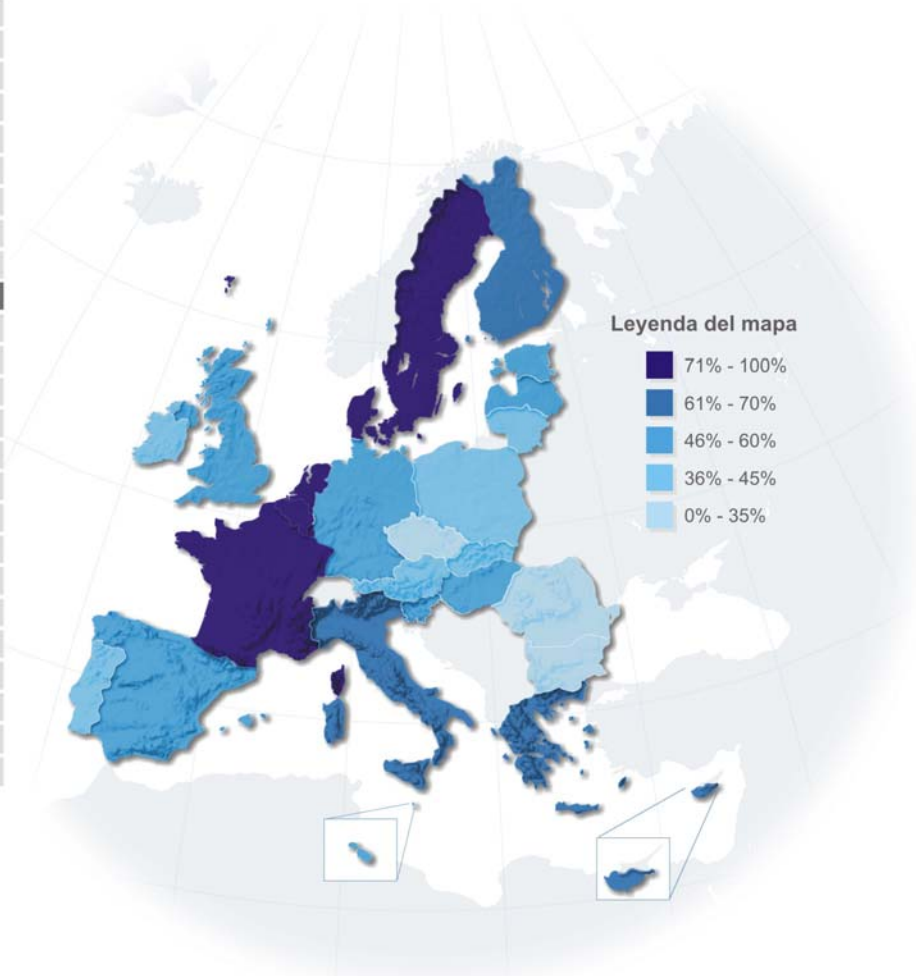 Leyenda del mapa
71% - 100%
61% - 70%
46% - 60%
36% - 45%
0% - 35%